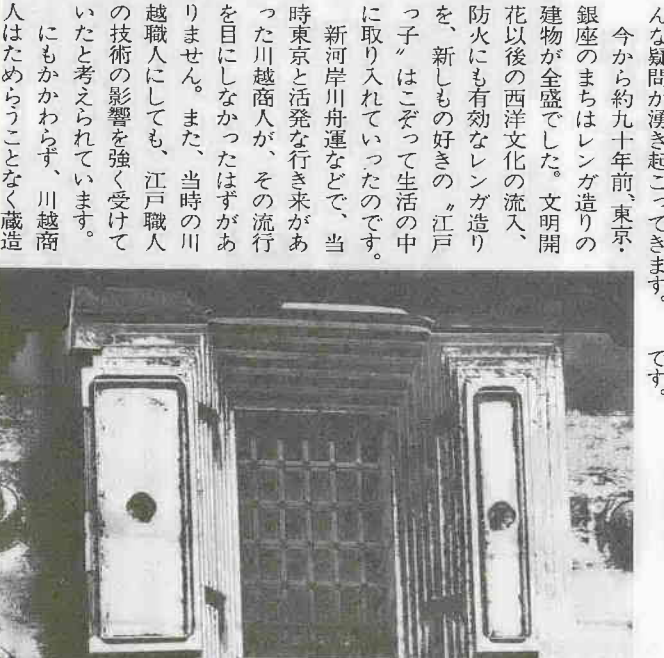 んな疑問が湧き起こってきます。
です。
今から約九十年前、東京・
銀座のまちはレンガ造りの
建物が全盛でした。文明開
花以後の西洋文化の流入、
防火にも有効なレンガ造り
を、新しもの好きの〝江戸
っ子〟はこぞって生活の中
に取り入れていったのです。
新河岸川舟運などで、当
時東京と活発な行き来があ
った川越商人が、その流行
を目にしなかったはずがあ
りません。また、当時の川
越職人にしても、江戸職人
の技術の影響を強く受けて
いたと考えられています。
にもかかわらず、川越商
人はためらうことなく蔵造